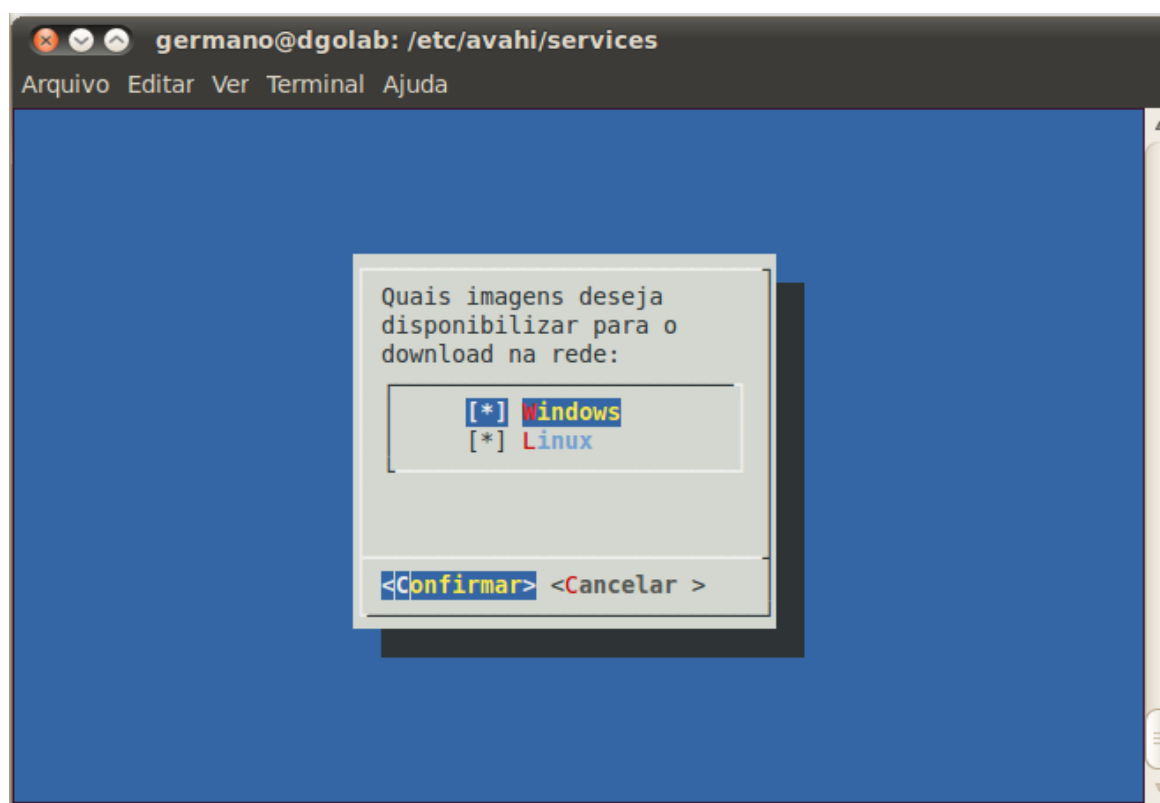 germano@dgolab: /etc/avahi/services
Arquivo Editar Ver Terminal Ajuda
Quais imagens deseja
disponibilizar para o
download na rede:
[*] Windows
[*] Linux
<Confirmar> <Cancelar >